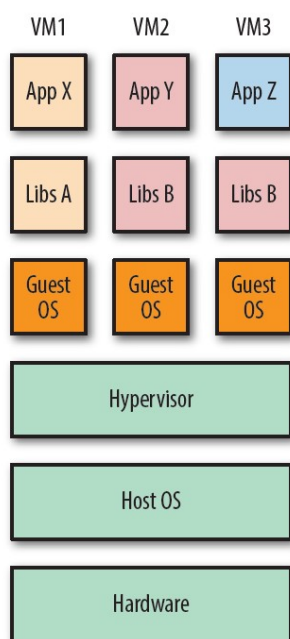 VM1 VM2 VM3
App X App Y App Z
Libs A Libs B Libs B
Guest Guest Guest
OS OS OS
Hypervisor
Host OS
Hardware